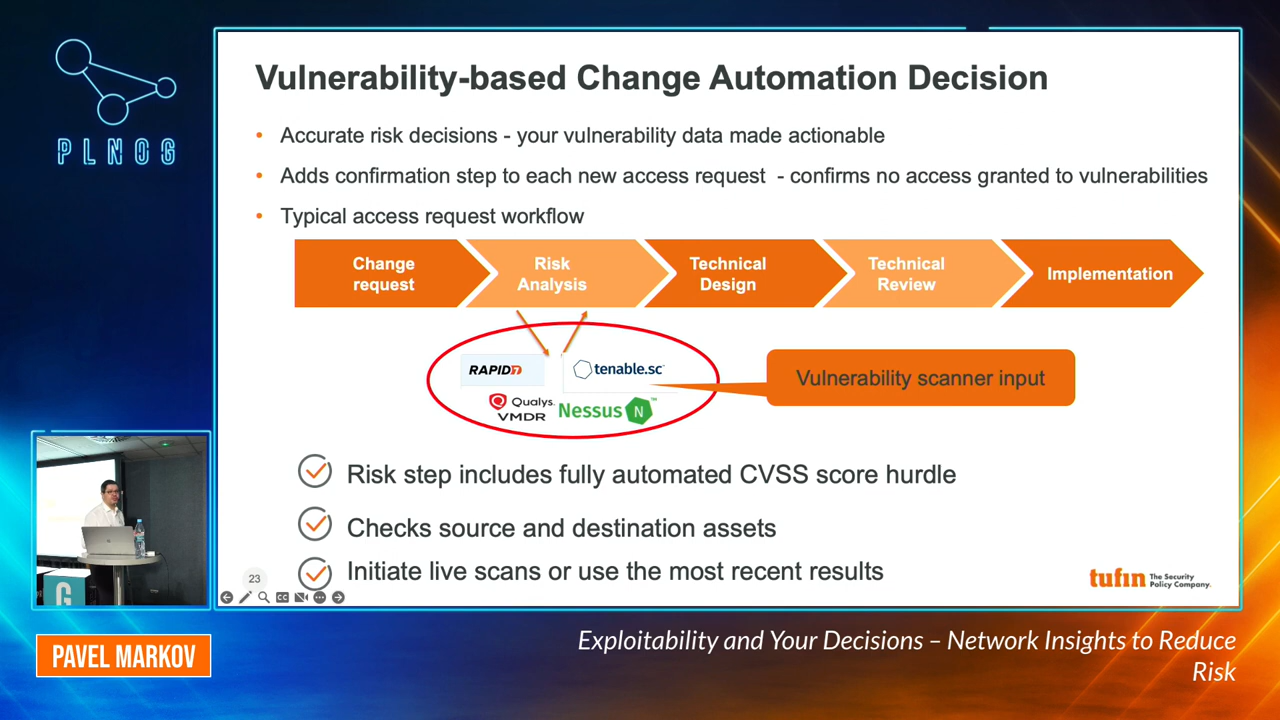 PLNOG
Vulnerability-based Change Automation Decision
• Accurate risk decisions - your vulnerability data made actionable
• Adds confirmation step to each new access request - confirms no access granted to vulnerabilities
• Typical access request workflow
Change
request
Risk
Analysis
Technical
Design
Technical
Review
Implementation
RAPID7
tenable.sc
Qualys.
VMDR
Nessus N ™
Vulnerability scanner input
Risk step includes fully automated CVSS score hurdle
Checks source and destination assets
Initiate live scans or use the most recent results
23
CC
tufin The Security
Policy Company.
G
PAVEL MARKOV
Exploitability and Your Decisions – Network Insights to Reduce
Risk